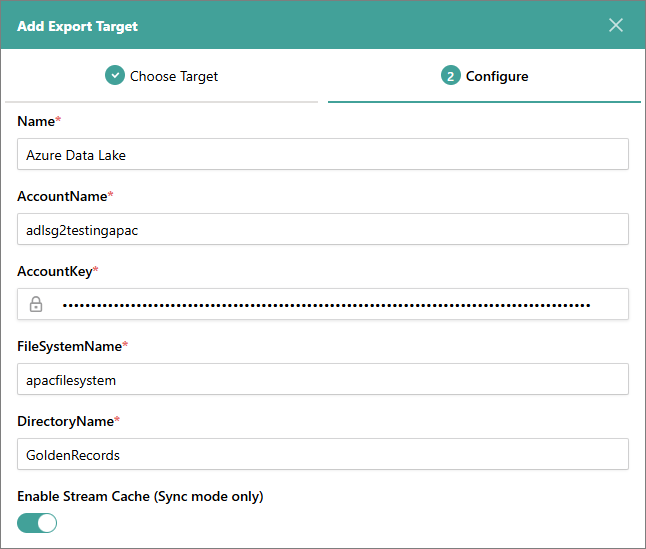 Add Export Target
Choose Target
2 Configure
Name*
Azure Data Lake
AccountName*
adlsg2testingapac
AccountKey*
FileSystemName*
apacfilesystem
DirectoryName*
GoldenRecords
Enable Stream Cache (Sync mode only)